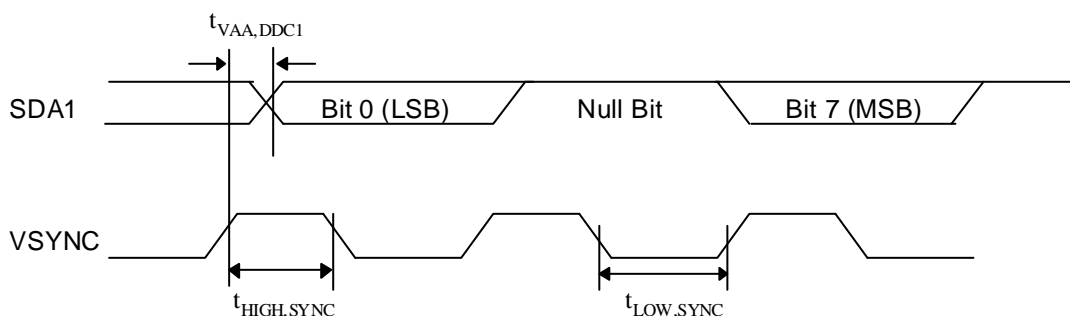 tVAA,DDC1
SDA1
Bit 0 (LSB)
Null Bit
Bit 7 (MSB)
VSYNC
tHIGH,SYNC
tLOW,SYNC